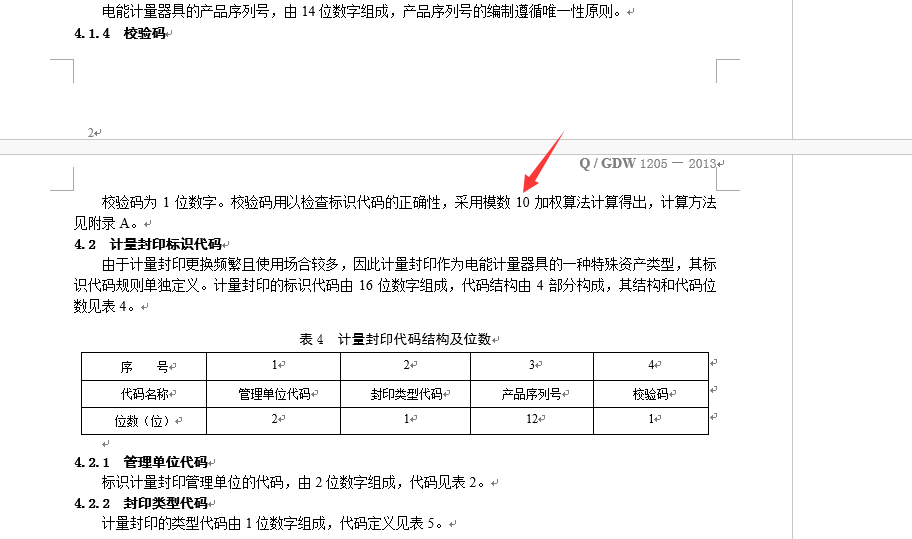 电能计量器具的产品序列号，由 14 位数字组成，产品序列号的编制遵循唯一性原则。
4.1.4 校验码
2
Q / GDW 1205 — 2013
校验码为 1 位数字。校验码用以检查标识代码的正确性，采用模数 10 加权算法计算得出，计算方法
见附录 A。
4.2 计量封印标识代码
由于计量封印更换频繁且使用场合较多，因此计量封印作为电能计量器具的一种特殊资产类型，其标
识代码规则单独定义。计量封印的标识代码由 16 位数字组成，代码结构由 4 部分构成，其结构和代码位
数见表 4。
表 4 计量封印代码结构及位数
序 号 1 2 3 4
代码名称 管理单位代码 封印类型代码 产品序列号 校验码
位数（位） 2 1 12 1
4.2.1 管理单位代码
标识计量封印管理单位的代码，由 2 位数字组成，代码见表 2。
4.2.2 封印类型代码
计量封印的类型代码由 1 位数字组成，代码定义见表 5。